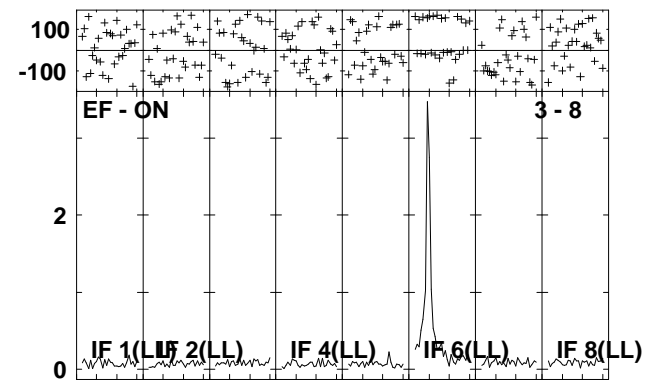 100
-100
EF - ON 3 - 8
2
IF 1(LL) IF 2(LL) IF 4(LL) IF 6(LL) IF 8(LL)
0